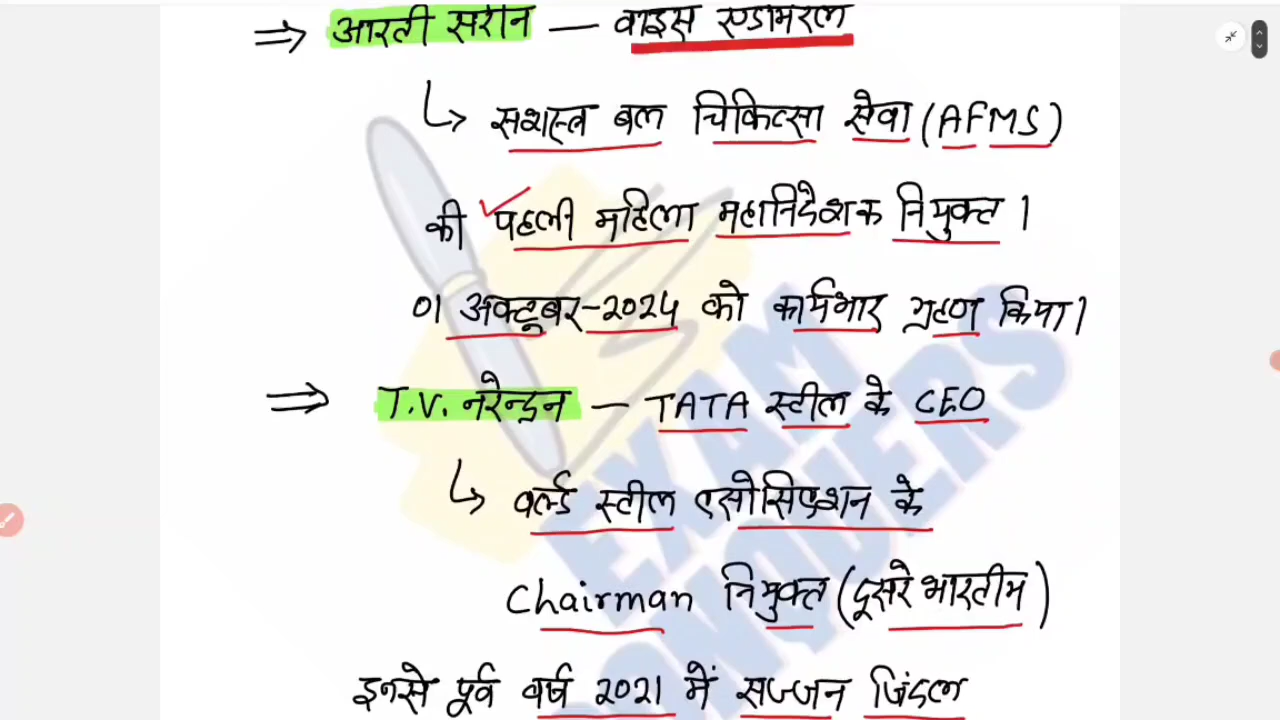 ⇒ आरती सरीन — वाइस एडमिरल
↳ सशस्त्र बल चिकित्सा सेवा (AFMS)
की पहली महिला महानिदेशक नियुक्त ।
01 अक्टूबर-2024 को कार्यभार ग्रहण किया।
⇒ T.V. नरेन्द्रन — TATA स्टील के CEO
↳ वर्ल्ड स्टील एसोसिएशन के
Chairman नियुक्त (दूसरे भारतीय)
इनसे पूर्व वर्ष 2021 में सज्जन जिंदल
EXAM